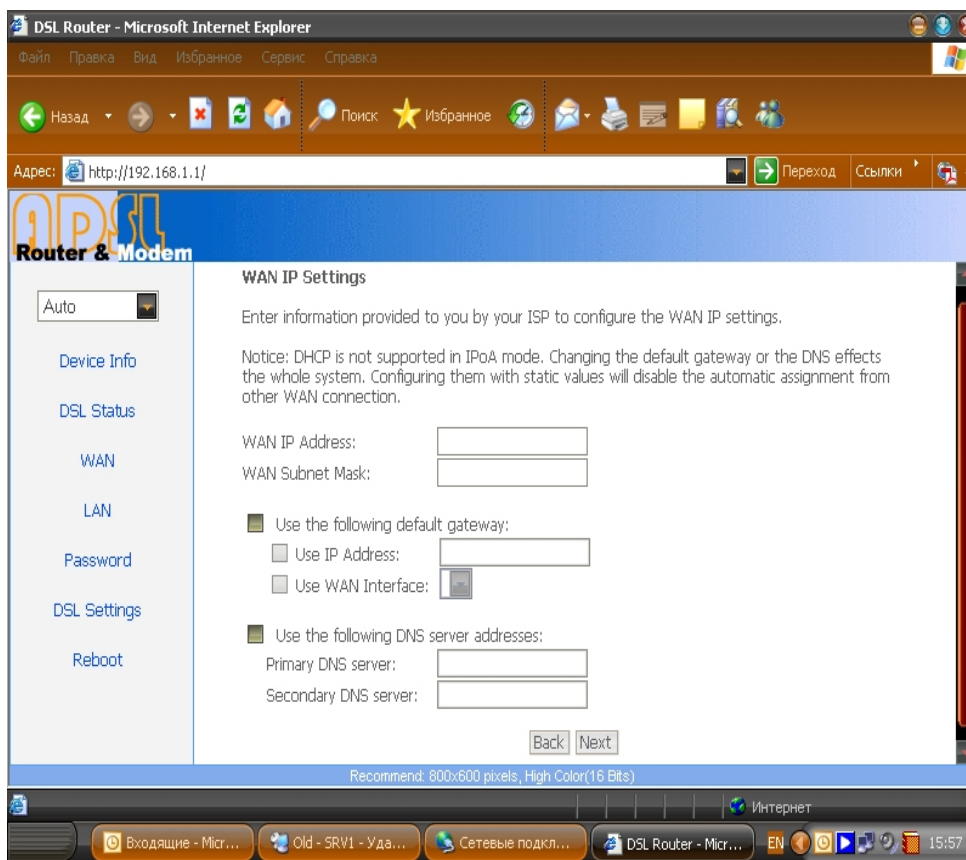 DSL Router - Microsoft Internet Explorer
Файл Правка Вид Избранное Сервис Справка
Назад Поиск Избранное
Адрес: http://192.168.1.1/ Переход Ссылки
ADSL
Router & Modem
Auto
Device Info
DSL Status
WAN
LAN
Password
DSL Settings
Reboot
WAN IP Settings
Enter information provided to you by your ISP to configure the WAN IP settings.
Notice: DHCP is not supported in IPoA mode. Changing the default gateway or the DNS effects
the whole system. Configuring them with static values will disable the automatic assignment from
other WAN connection.
WAN IP Address:
WAN Subnet Mask:
Use the following default gateway:
Use IP Address:
Use WAN Interface:
Use the following DNS server addresses:
Primary DNS server:
Secondary DNS server:
Back Next
Recommend: 800x600 pixels, High Color(16 Bits)
Интернет
Входящие - Micr... Old - SRV1 - Уда... Сетевые подкл... DSL Router - Micr... EN 15:57